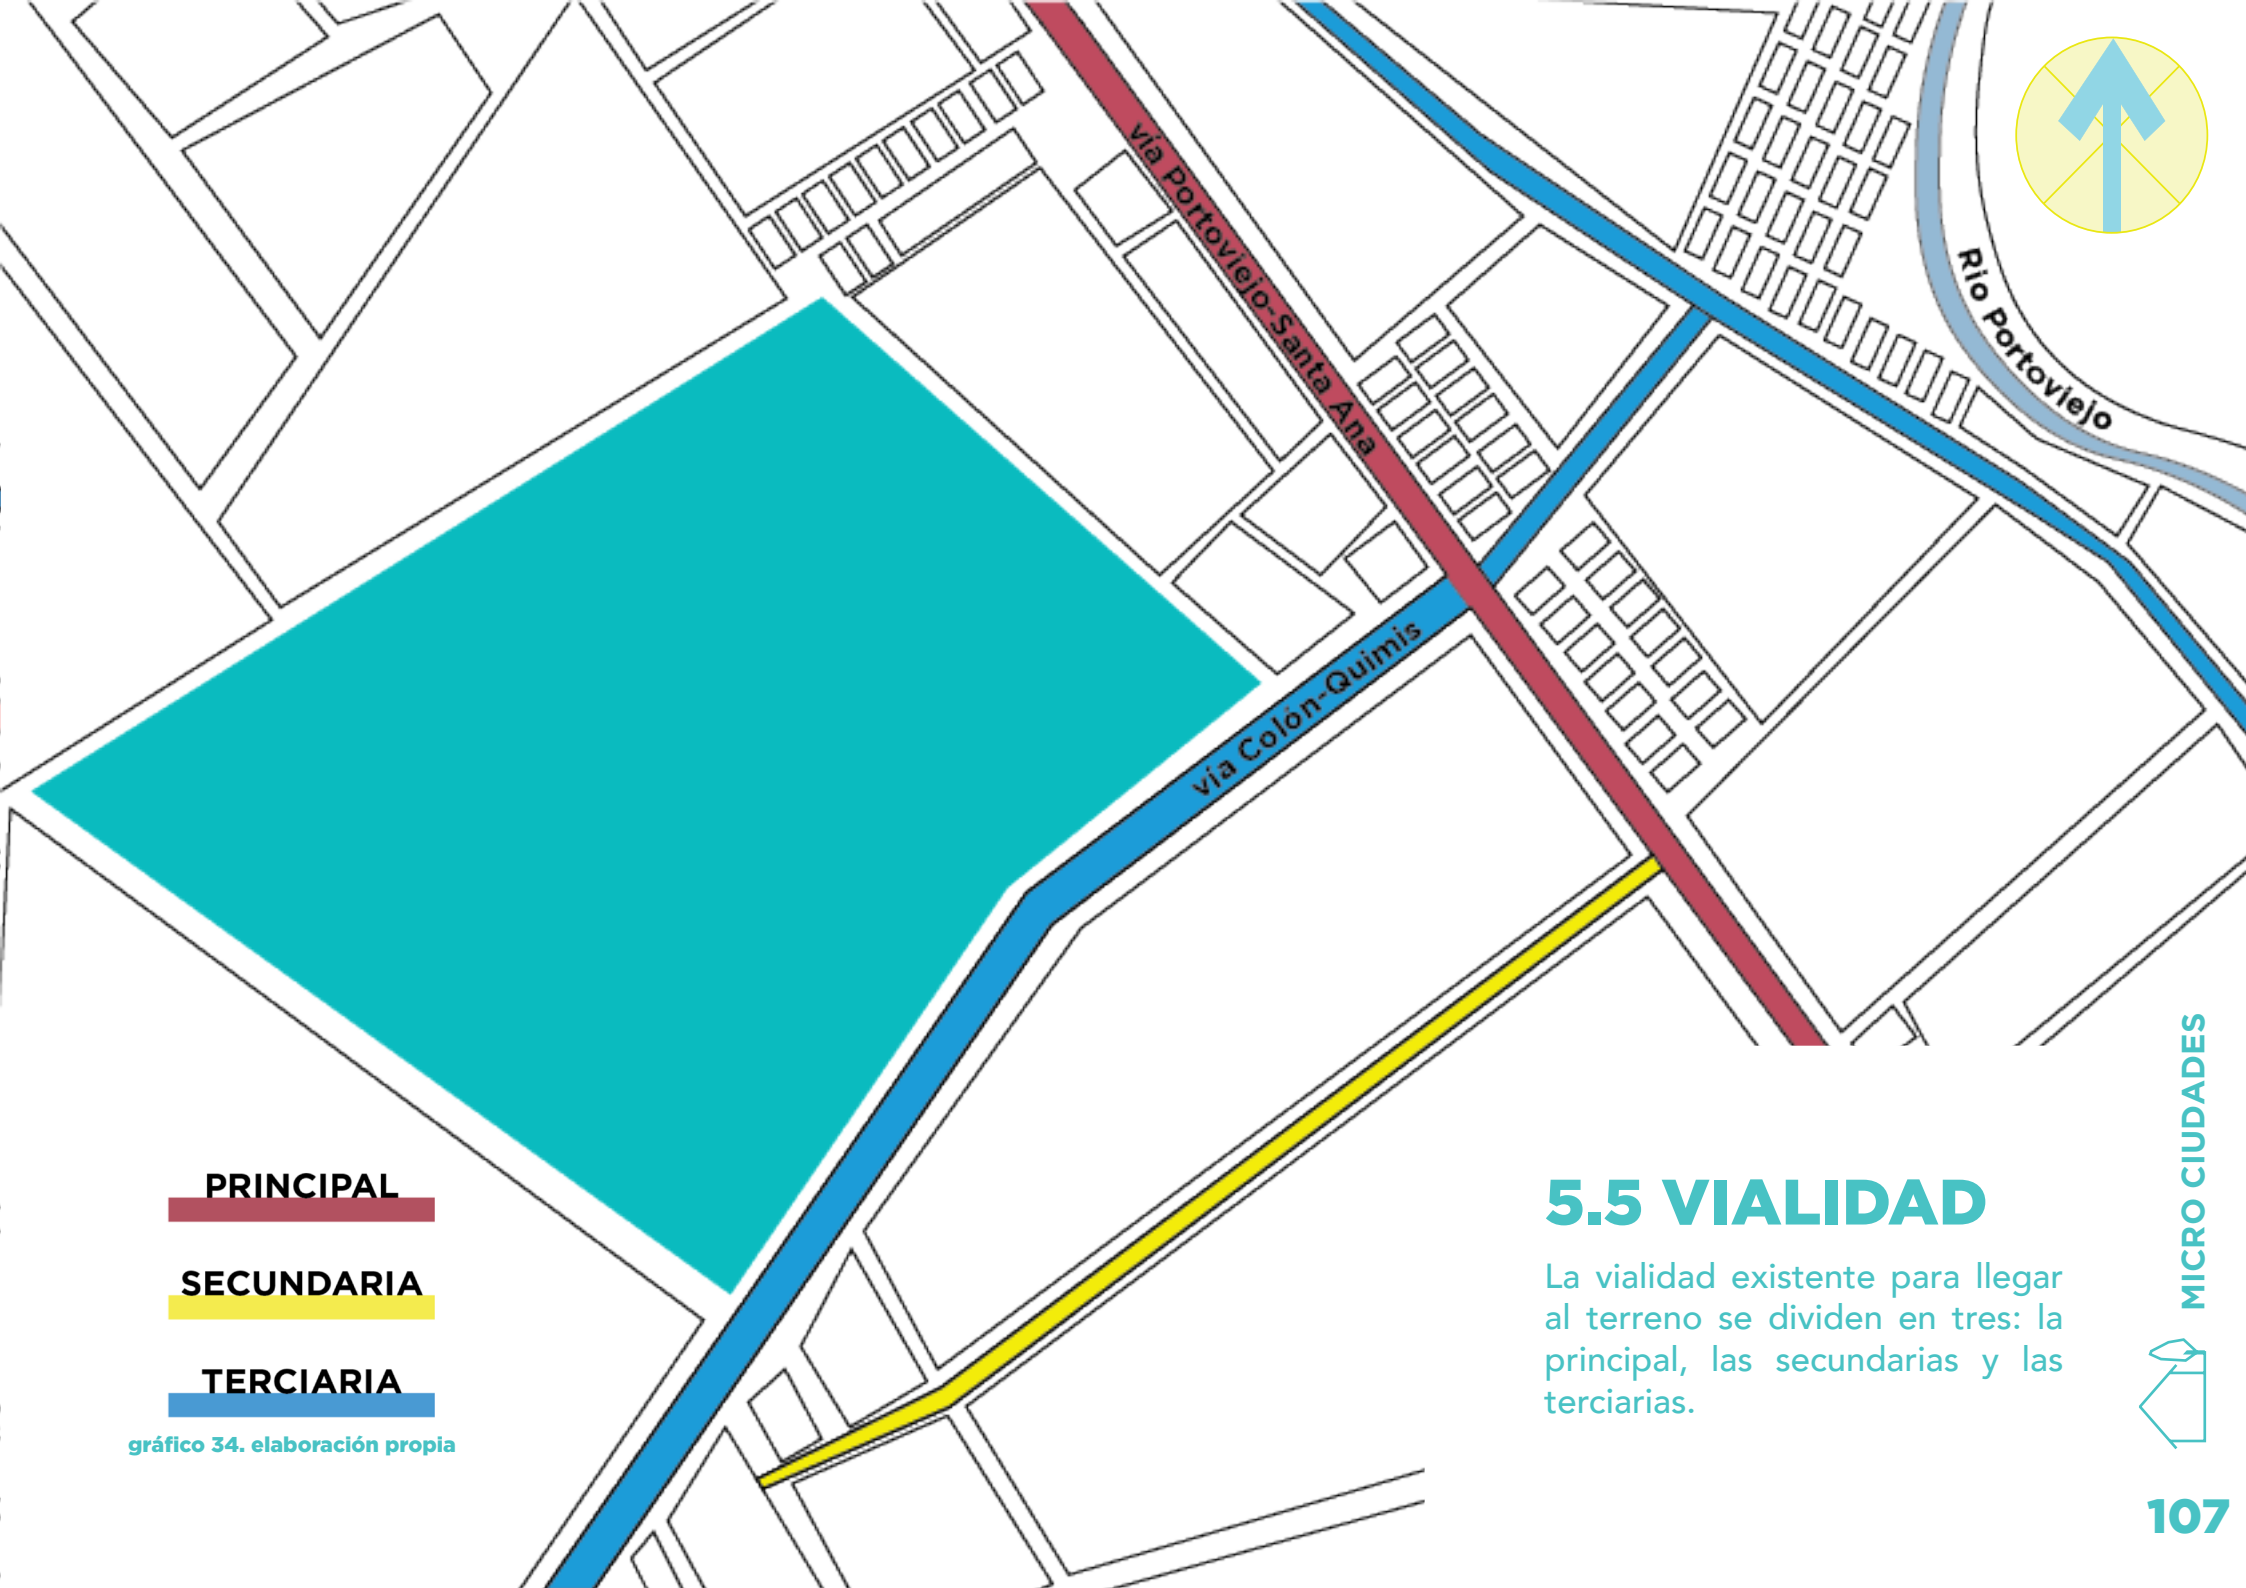 vía Portoviejo-Santa Ana
Rio Portoviejo
vía Colón-Quimis
PRINCIPAL
SECUNDARIA
TERCIARIA
gráfico 34. elaboración propia
5.5 VIALIDAD
La vialidad existente para llegar
al terreno se dividen en tres: la
principal, las secundarias y las
terciarias.
MICRO CIUDADES
107